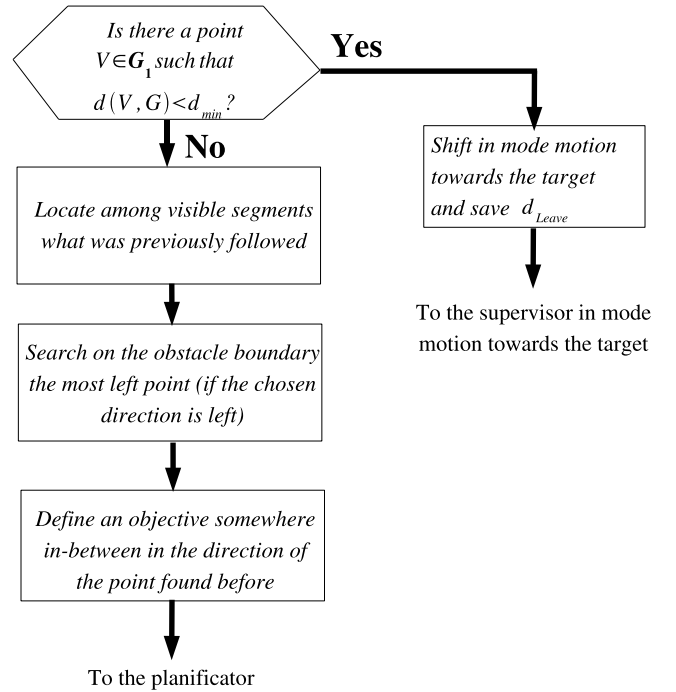 Is there a point
V∈G₁ such that
d(V,G)<d_min?
Yes
No
Shift in mode motion
towards the target
and save d_Leave
Locate among visible segments
what was previously followed
To the supervisor in mode
motion towards the target
Search on the obstacle boundary
the most left point (if the chosen
direction is left)
Define an objective somewhere
in-between in the direction of
the point found before
To the planificator